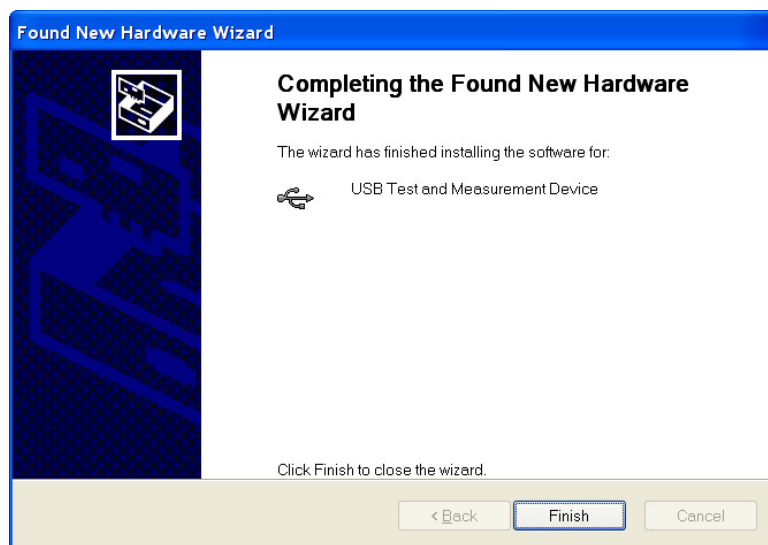 Found New Hardware Wizard
Completing the Found New Hardware
Wizard
The wizard has finished installing the software for:
USB Test and Measurement Device
Click Finish to close the wizard.
< Back
Finish
Cancel